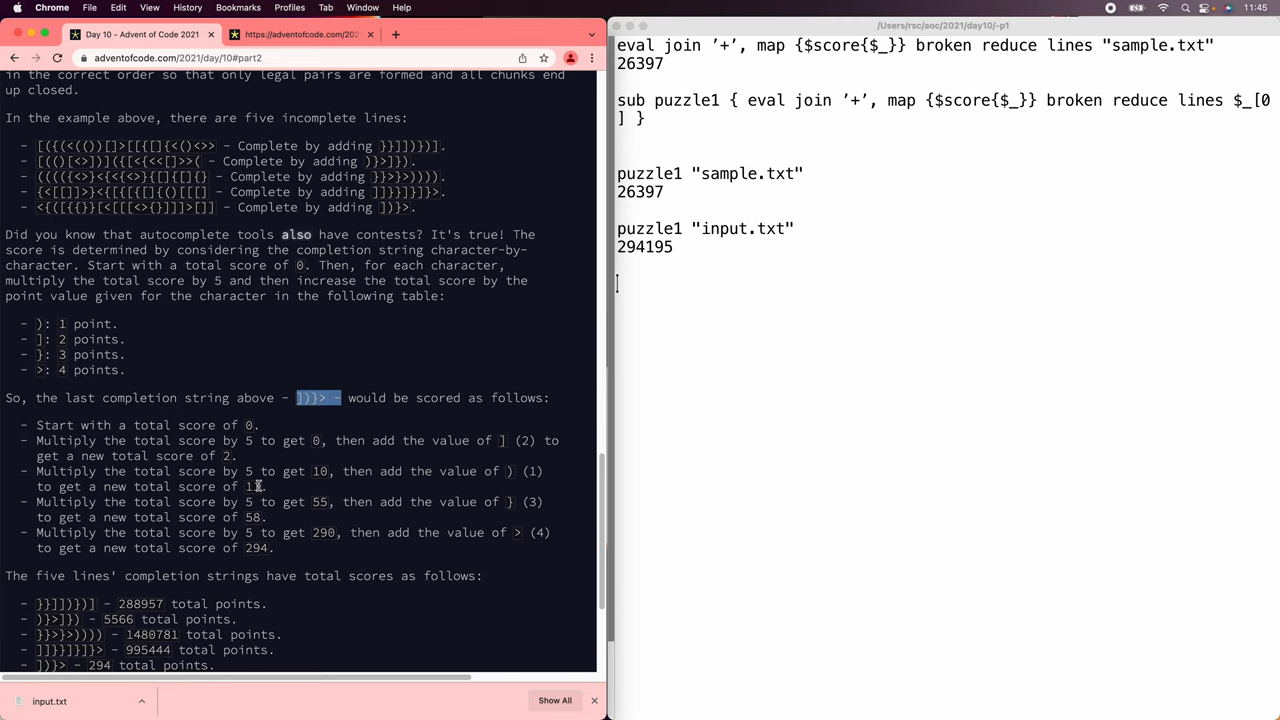 Chrome File Edit View History Bookmarks Profiles Tab Window Help 11:45
Day 10 - Advent of Code 2021
https://adventofcode.com/202
adventofcode.com/2021/day/10#part2
in the correct order so that only legal pairs are formed and all chunks end
up closed.
In the example above, there are five incomplete lines:
- [({(<(())[]>[[{[]{<()<>> - Complete by adding }}]])})].
- [(()[<>])]({[<{<<[]>>( - Complete by adding )}>]}).
- (((({<>}<{<{<>}{[]{[]{} - Complete by adding }}>}>)))).
- {<[[]]>}<{[{[{[]{()[[[] - Complete by adding ]]}}]}]}>.
- <{([{{}}[<[[[<>{}]]]>[]] - Complete by adding ])}>.
Did you know that autocomplete tools also have contests? It's true! The
score is determined by considering the completion string character-by-
character. Start with a total score of 0. Then, for each character,
multiply the total score by 5 and then increase the total score by the
point value given for the character in the following table:
- ): 1 point.
- ]: 2 points.
- }: 3 points.
- >: 4 points.
So, the last completion string above - ])}> - would be scored as follows:
- Start with a total score of 0.
- Multiply the total score by 5 to get 0, then add the value of ] (2) to
get a new total score of 2.
- Multiply the total score by 5 to get 10, then add the value of ) (1)
to get a new total score of 11.
- Multiply the total score by 5 to get 55, then add the value of } (3)
to get a new total score of 58.
- Multiply the total score by 5 to get 290, then add the value of > (4)
to get a new total score of 294.
The five lines' completion strings have total scores as follows:
- }}]])})] - 288957 total points.
- )}>]}) - 5566 total points.
- }}>}>)))) - 1480781 total points.
- ]]}}]}]}> - 995444 total points.
- ])}> - 294 total points.
input.txt
Show All
/Users/rsc/aoc/2021/day10/-p1
eval join ’+’, map {$score{$_}} broken reduce lines "sample.txt"
26397
sub puzzle1 { eval join ’+’, map {$score{$_}} broken reduce lines $_[0
] }
puzzle1 "sample.txt"
26397
puzzle1 "input.txt"
294195